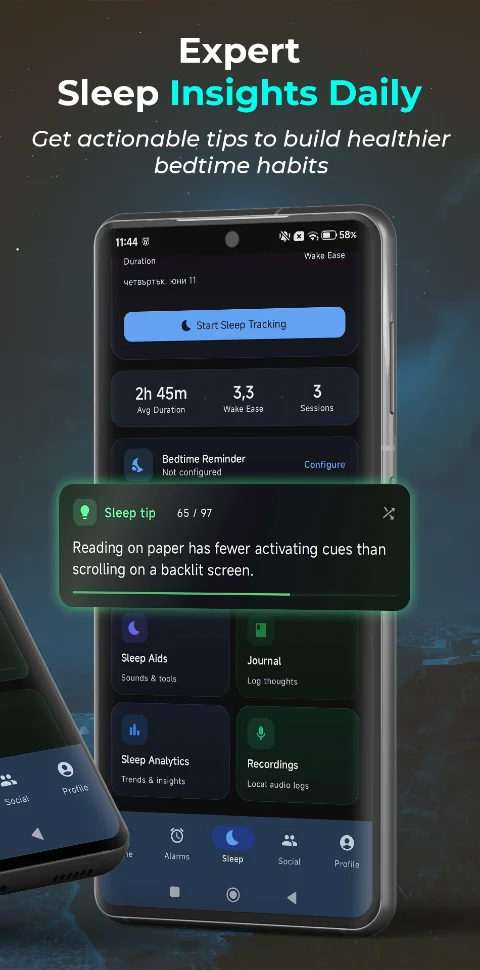 Expert
Sleep Insights Daily
Get actionable tips to build healthier
bedtime habits
11:44 58%
Duration Wake Ease
четвъртък, юни 11
Start Sleep Tracking
2h 45m 3,3 3
Avg Duration Wake Ease Sessions
Bedtime Reminder
Not configured
Configure
Sleep tip 65 / 97
Reading on paper has fewer activating cues than
scrolling on a backlit screen.
Sleep Aids
Sounds & tools
Journal
Log thoughts
Sleep Analytics
Trends & insights
Recordings
Local audio logs
Alarms Sleep Social Profile
Social Profile